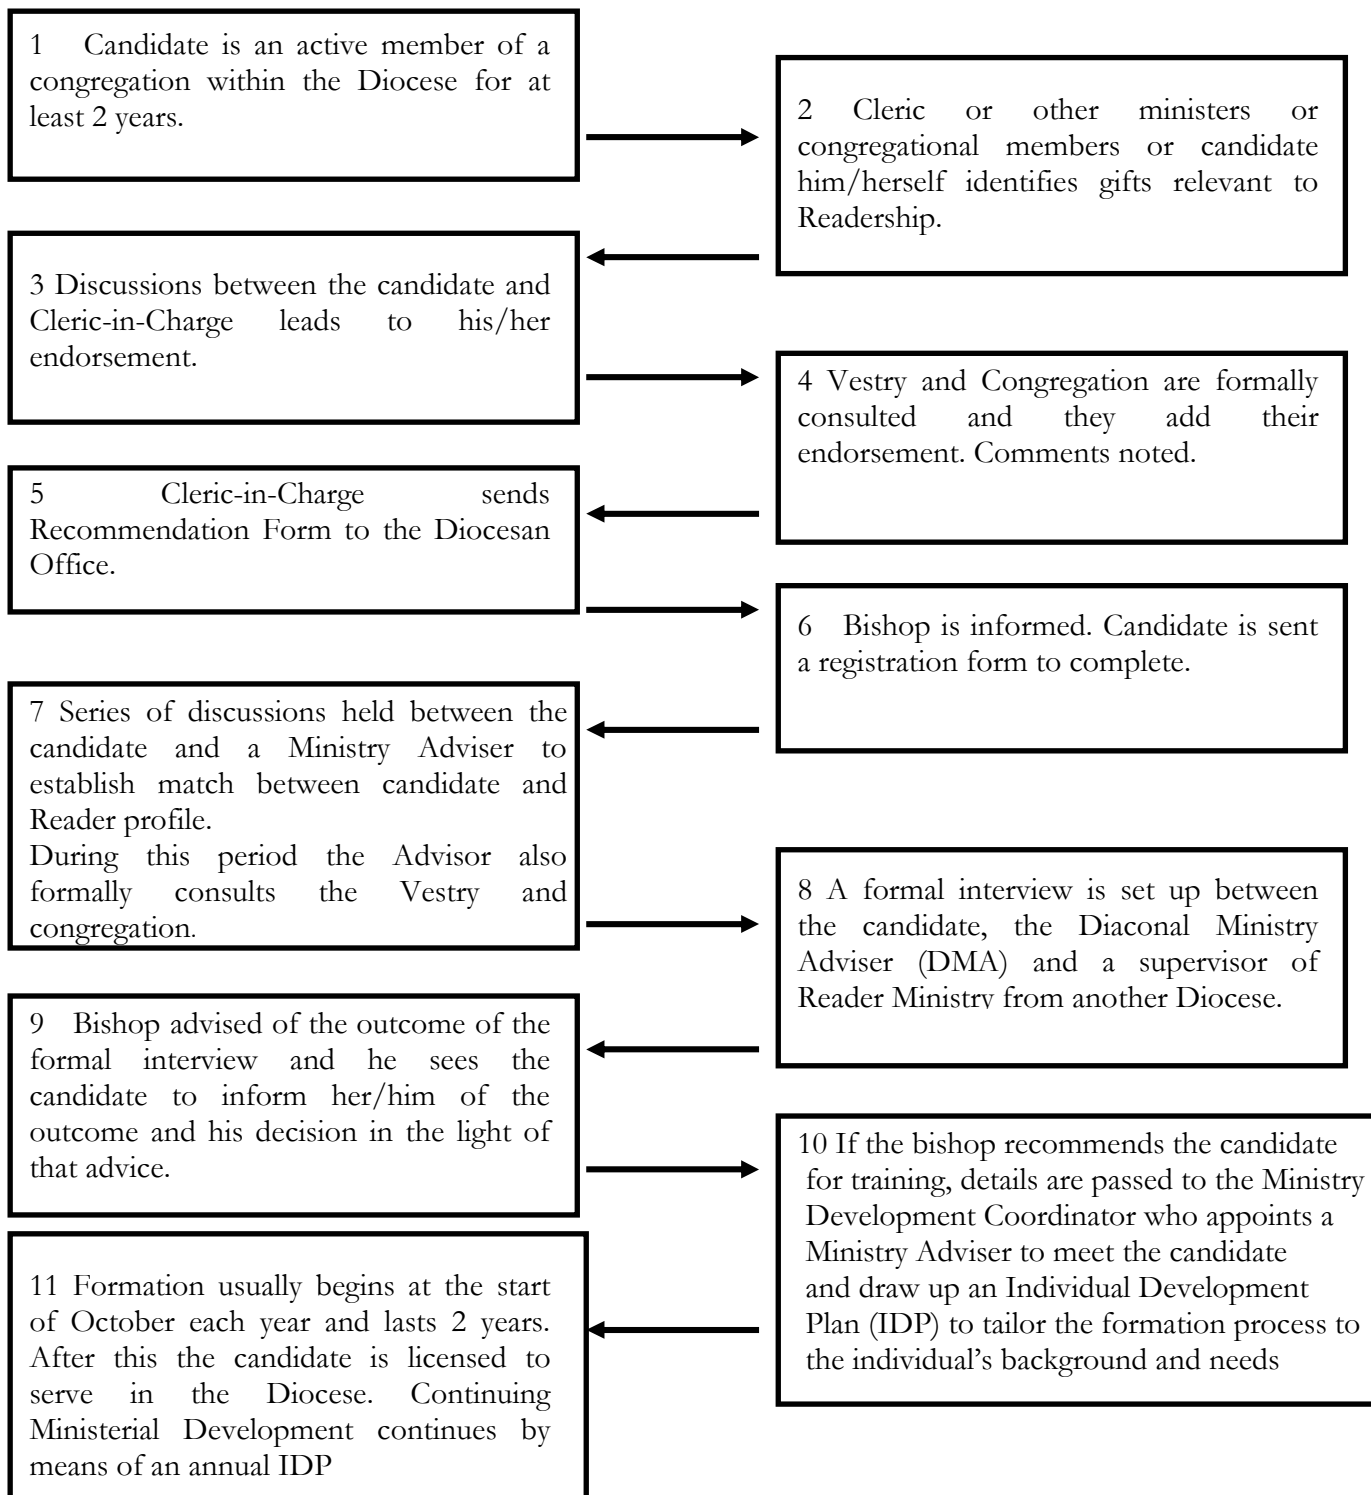 1 Candidate is an active member of a
congregation within the Diocese for at
least 2 years.
2 Cleric or other ministers or
congregational members or candidate
him/herself identifies gifts relevant to
Readership.
3 Discussions between the candidate and
Cleric-in-Charge leads to his/her
endorsement.
4 Vestry and Congregation are formally
consulted and they add their
endorsement. Comments noted.
5 Cleric-in-Charge sends
Recommendation Form to the Diocesan
Office.
6 Bishop is informed. Candidate is sent
a registration form to complete.
7 Series of discussions held between the
candidate and a Ministry Adviser to
establish match between candidate and
Reader profile.
During this period the Advisor also
formally consults the Vestry and
congregation.
8 A formal interview is set up between
the candidate, the Diaconal Ministry
Adviser (DMA) and a supervisor of
Reader Ministry from another Diocese.
9 Bishop advised of the outcome of the
formal interview and he sees the
candidate to inform her/him of the
outcome and his decision in the light of
that advice.
10 If the bishop recommends the candidate
for training, details are passed to the Ministry
Development Coordinator who appoints a
Ministry Adviser to meet the candidate
and draw up an Individual Development
Plan (IDP) to tailor the formation process to
the individual's background and needs
11 Formation usually begins at the start
of October each year and lasts 2 years.
After this the candidate is licensed to
serve in the Diocese. Continuing
Ministerial Development continues by
means of an annual IDP